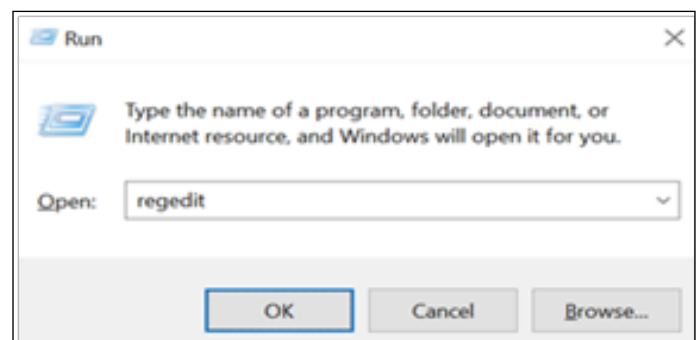 Run
Type the name of a program, folder, document, or
Internet resource, and Windows will open it for you.
Open: regedit
OK Cancel Browse...